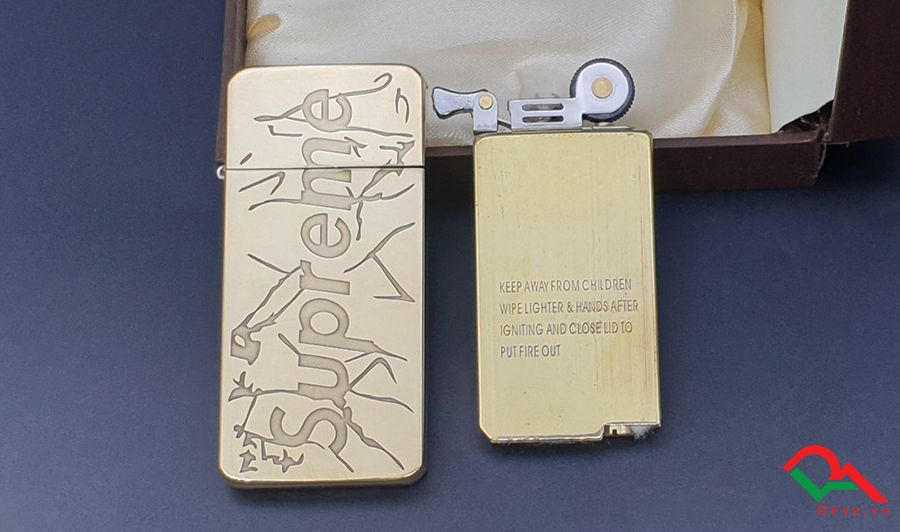 Supreme
KEEP AWAY FROM CHILDREN
WIPE LIGHTER & HANDS AFTER
IGNITING AND CLOSE LID TO
PUT FIRE OUT
Deva.vn